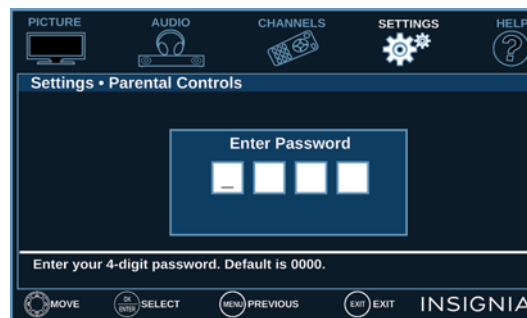 PICTURE AUDIO CHANNELS SETTINGS HELP
?
Settings • Parental Controls
Enter Password
_
Enter your 4-digit password. Default is 0000.
MOVE OK ENTER SELECT MENU PREVIOUS EXIT EXIT INSIGNIA